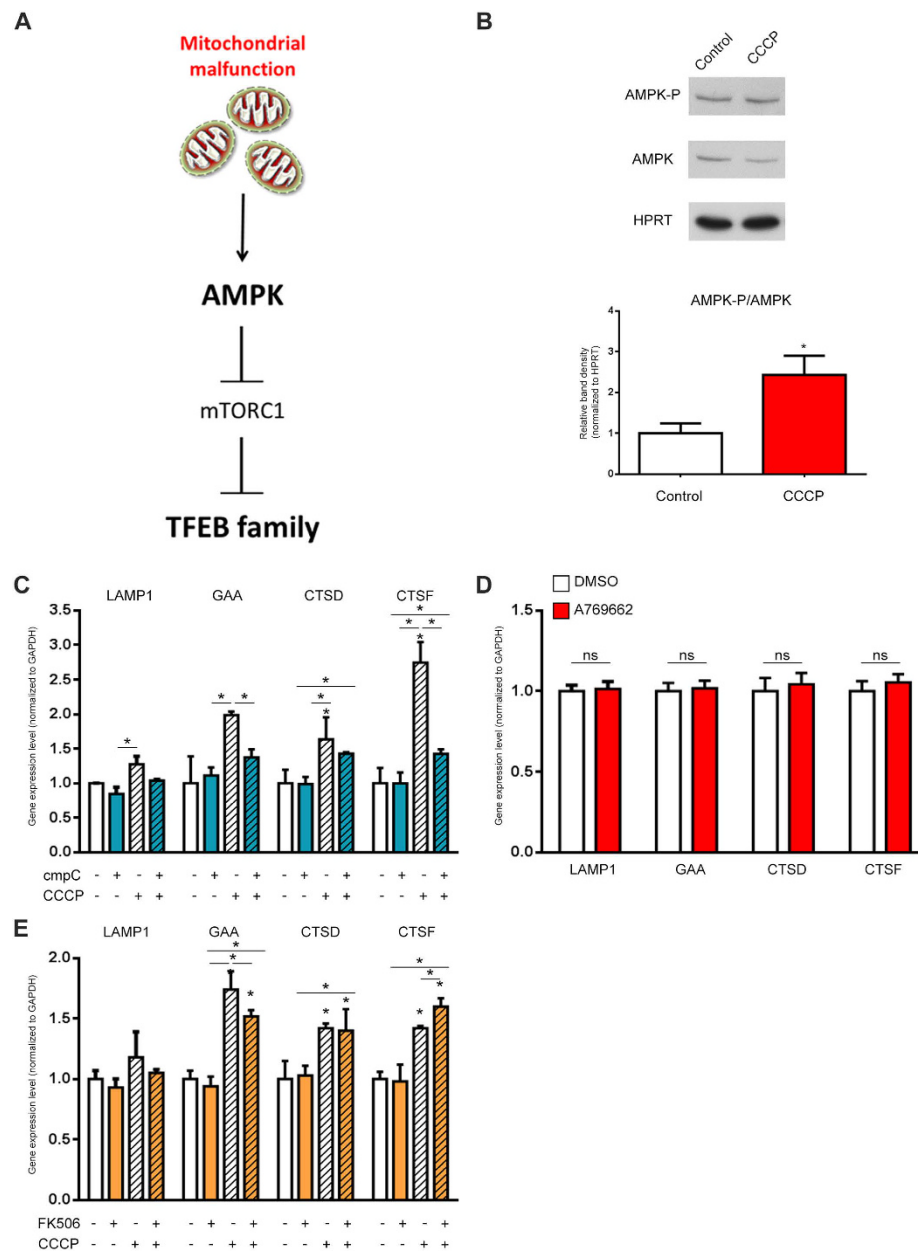 A
Mitochondrial
malfunction
AMPK
mTORC1
TFEB family
B
Control CCCP
AMPK-P
AMPK
HPRT
AMPK-P/AMPK
Relative band density
(normalized to HPRT)
4
3
2
1
0
*
Control CCCP
C
LAMP1 GAA CTSD CTSF
Gene expression level (normalized to GAPDH)
3.5
3.0
2.5
2.0
1.5
1.0
0.5
0.0
*
* *
*
* *
*
*
* * *
*
cmpC - + - + - + - + - + - + - + - +
CCCP - - + + - - + + - - + + - - + +
D
DMSO
A769662
Gene expression level (normalized to GAPDH)
1.5
1.0
0.5
0.0
ns ns ns ns
LAMP1 GAA CTSD CTSF
E
LAMP1 GAA CTSD CTSF
Gene expression level (normalized to GAPDH)
2.0
1.5
1.0
0.5
0.0
*
*
*
*
* *
*
*
* *
FK506 - + - + - + - + - + - + - + - +
CCCP - - + + - - + + - - + + - - + +